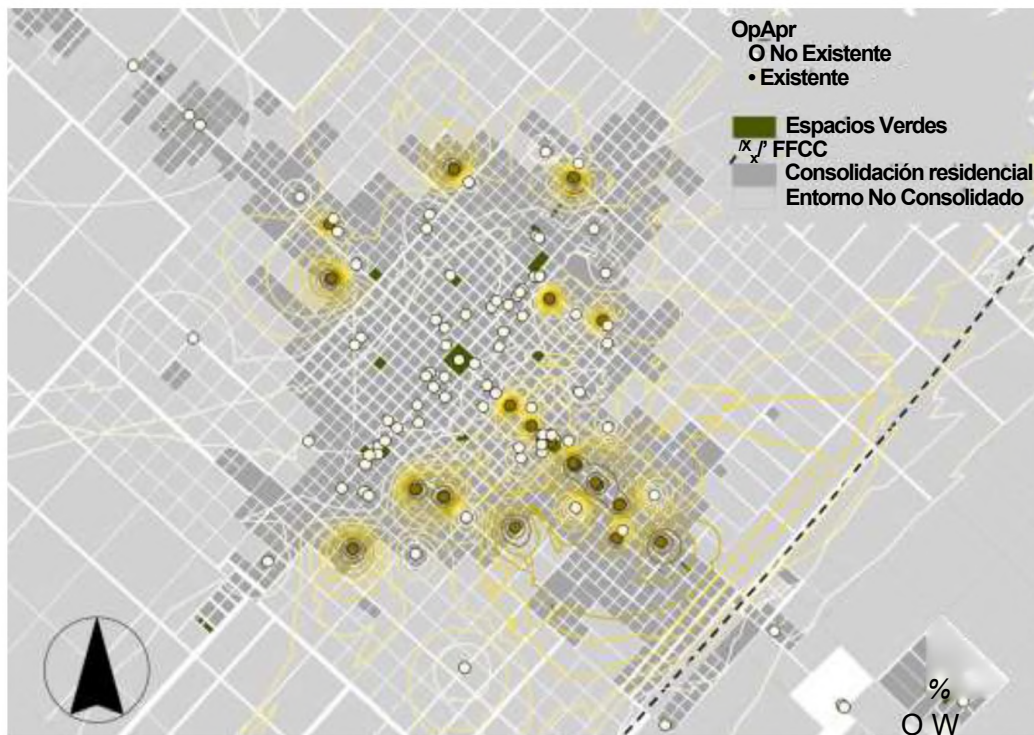 OpApr
O No Existente
• Existente
Espacios Verdes
FFCC
Consolidación residencial
Entorno No Consolidado
%
O W